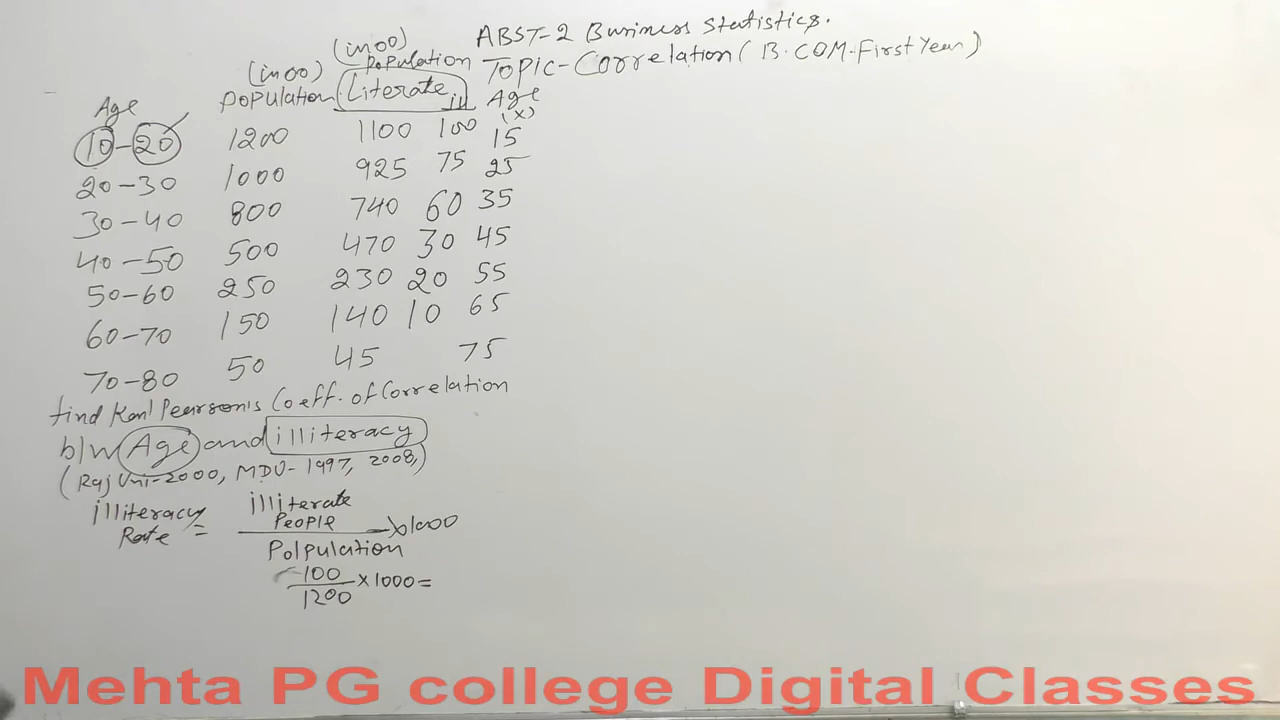 ABST-2 Business Statistics.
Topic-Correlation (B.COM.First Year)
(in 00) (in 00)
Age Population Population Literate ill Age (x)
10-20 1200 1100 100 15
20-30 1000 925 75 25
30-40 800 740 60 35
40-50 500 470 30 45
50-60 250 230 20 55
60-70 150 140 10 65
70-80 50 45 75
find Karl Pearson's Coeff. of Correlation
b/w Age and illiteracy
(Raj Uni-2000, MDU-1997, 2008,)
illiteracy Rate = illiterate People / Polpulation x1000
100/1200 x 1000 =
Mehta PG college Digital Classes